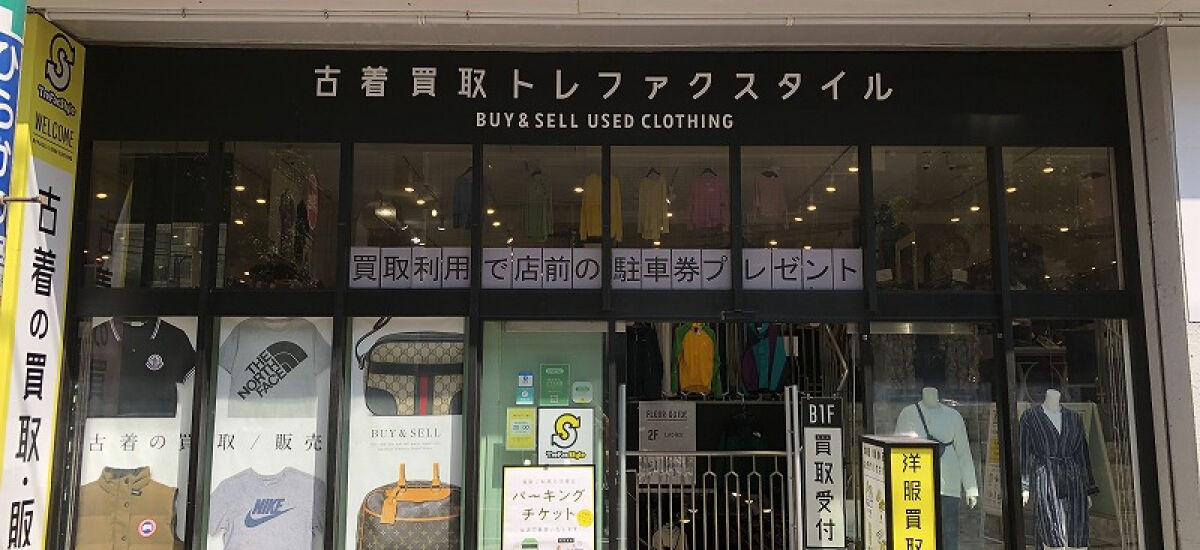 古着買取トレファクスタイル
BUY & SELL USED CLOTHING
TreFacStyle
WELCOME
古着の買取・販
買取利用で店前の駐車券プレゼント
THE
NORTH
FACE
古着の買取/販売
NIKE
BUY & SELL
TreFacStyle
パーキング
チケット
FLOOR GUIDE
2F LADIES
B1F
買取受付
洋服買取